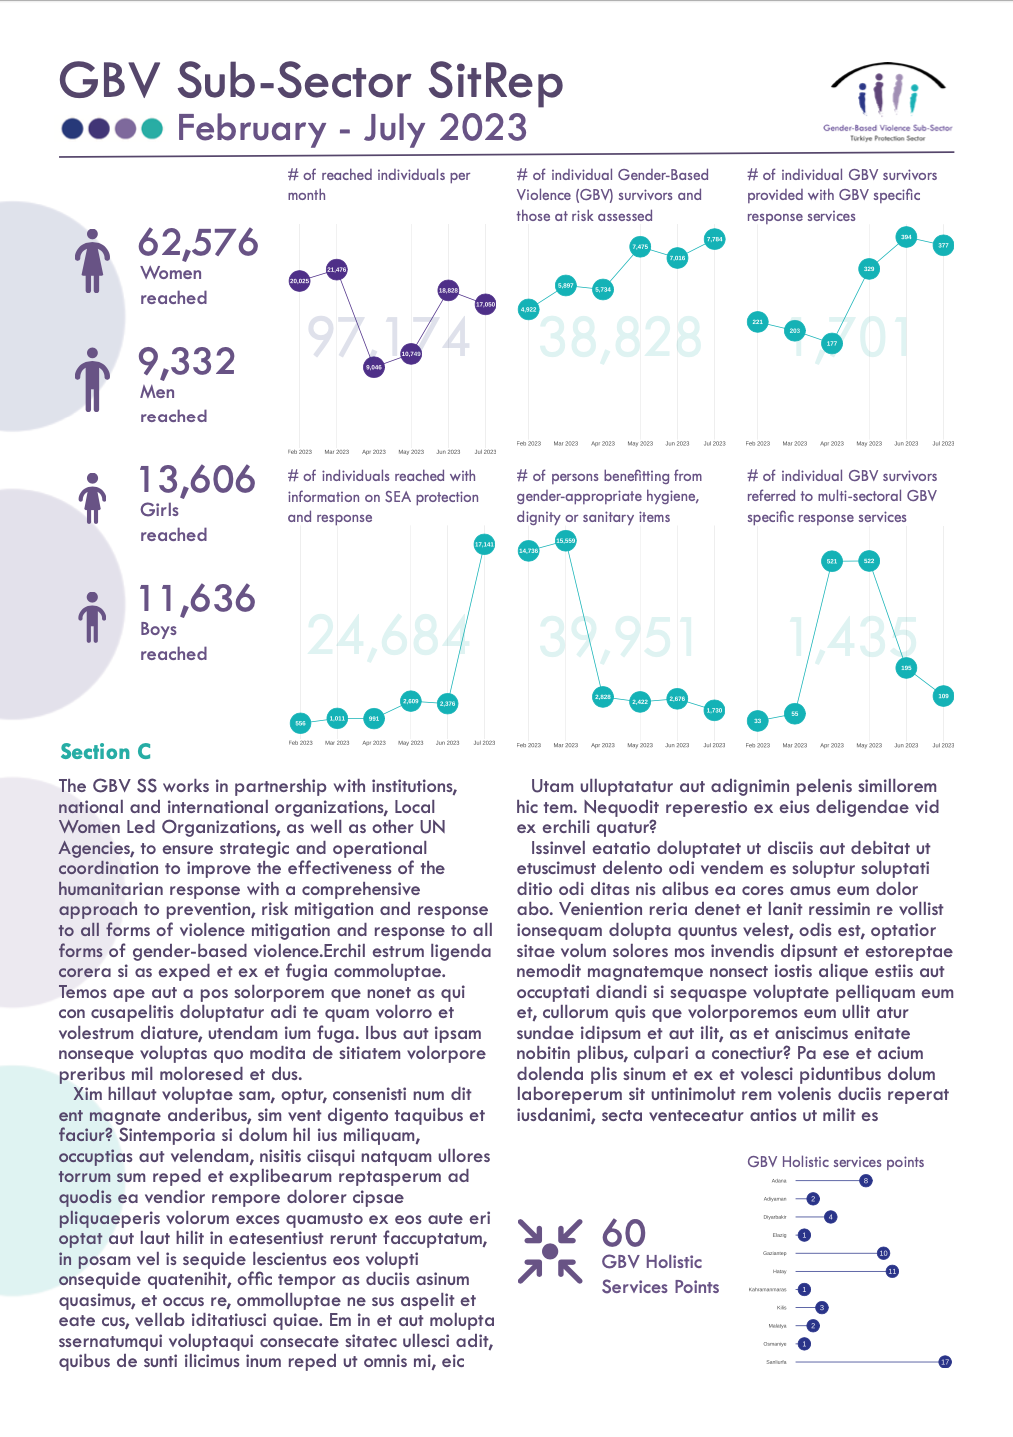 GBV Sub-Sector SitRep
February - July 2023
Gender-Based Violence Sub-Sector
Türkiye Protection Sector
62,576
Women
reached
9,332
Men
reached
13,606
Girls
reached
11,636
Boys
reached
# of reached individuals per
month
97,174
20,025
21,476
9,046
10,749
18,828
17,050
Feb 2023 Mar 2023 Apr 2023 May 2023 Jun 2023 Jul 2023
# of individual Gender-Based
Violence (GBV) survivors and
those at risk assessed
38,828
4,922
5,897
5,734
7,475
7,016
7,784
Feb 2023 Mar 2023 Apr 2023 May 2023 Jun 2023 Jul 2023
# of individual GBV survivors
provided with GBV specific
response services
1,701
221
203
177
329
394
377
Feb 2023 Mar 2023 Apr 2023 May 2023 Jun 2023 Jul 2023
# of individuals reached with
information on SEA protection
and response
24,684
556
1,011
991
2,609
2,376
17,141
Feb 2023 Mar 2023 Apr 2023 May 2023 Jun 2023 Jul 2023
# of persons benefitting from
gender-appropriate hygiene,
dignity or sanitary items
39,951
14,736
15,559
2,828
2,422
2,676
1,730
Feb 2023 Mar 2023 Apr 2023 May 2023 Jun 2023 Jul 2023
# of individual GBV survivors
referred to multi-sectoral GBV
specific response services
1,435
33
55
521
522
195
109
Feb 2023 Mar 2023 Apr 2023 May 2023 Jun 2023 Jul 2023
Section C
The GBV SS works in partnership with institutions,
national and international organizations, Local
Women Led Organizations, as well as other UN
Agencies, to ensure strategic and operational
coordination to improve the effectiveness of the
humanitarian response with a comprehensive
approach to prevention, risk mitigation and response
to all forms of violence mitigation and response to all
forms of gender-based violence.Erchil estrum ligenda
corera si as exped et ex et fugia commoluptae.
Temos ape aut a pos solorporem que nonet as qui
con cusapelitis doluptatur adi te quam volorro et
volestrum diature, utendam ium fuga. Ibus aut ipsam
nonseque voluptas quo modita de sitiatem volorpore
preribus mil moloresed et dus.
Xim hillaut voluptae sam, optur, consenisti num dit
ent magnate anderibus, sim vent digento taquibus et
faciur? Sintemporia si dolum hil ius miliquam,
occuptias aut velendam, nisitis ciisqui natquam ullores
torrum sum reped et explibearum reptasperum ad
quodis ea vendior rempore dolorer cipsae
pliquaeperis volorum exces quamusto ex eos aute eri
optat aut laut hilit in eatesentiust rerunt faccuptatum,
in posam vel is sequide lescientus eos volupti
onsequide quatenihit, offic tempor as duciis asinum
quasimus, et occus re, ommolluptae ne sus aspelit et
eate cus, vellab iditatiusci quiae. Em in et aut molupta
ssernatumqui voluptaqui consecate sitatec ullesci adit,
quibus de sunti ilicimus inum reped ut omnis mi, eic
Utam ulluptatatur aut adignimin pelenis simillorem
hic tem. Nequodit reperestio ex eius deligendae vid
ex erchili quatur?
Issinvel eatatio doluptatet ut disciis aut debitat ut
etuscimust delento odi vendem es soluptur soluptati
ditio odi ditas nis alibus ea cores amus eum dolor
abo. Veniention reria denet et lanit ressimin re vollist
ionsequam dolupta quuntus velest, odis est, optatior
sitae volum solores mos invendis dipsunt et estoreptae
nemodit magnatemque nonsect iostis alique estiis aut
occuptati diandi si sequaspe voluptate pelliquam eum
et, cullorum quis que volorporemos eum ullit atur
sundae idipsum et aut ilit, as et aniscimus enitate
nobitin plibus, culpari a conectiur? Pa ese et acium
dolenda plis sinum et ex et volesci piduntibus dolum
laboreperum sit untinimolut rem volenis duciis reperat
iusdanimi, secta venteceatur antios ut milit es
60
GBV Holistic
Services Points
GBV Holistic services points
Adana 8
Adiyaman 2
Diyarbakir 4
Elazig 1
Gaziantep 10
Hatay 11
Kahramanmaras 1
Kilis 3
Malatya 2
Osmaniye 1
Sanliurfa 17